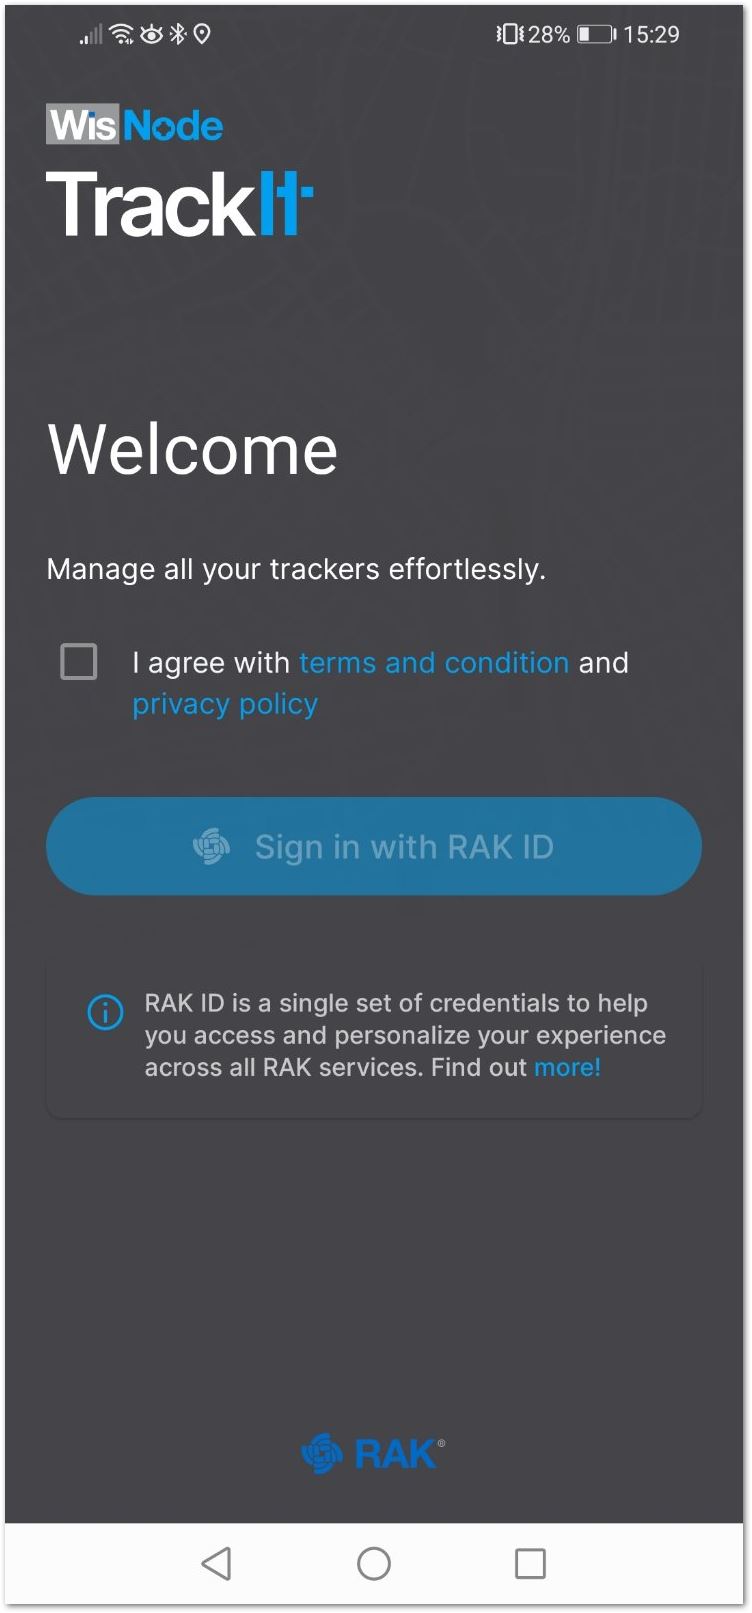 28% 15:29
WisNode
TrackIt
Welcome
Manage all your trackers effortlessly.
I agree with terms and condition and
privacy policy
Sign in with RAK ID
RAK ID is a single set of credentials to help
you access and personalize your experience
across all RAK services. Find out more!
RAK®